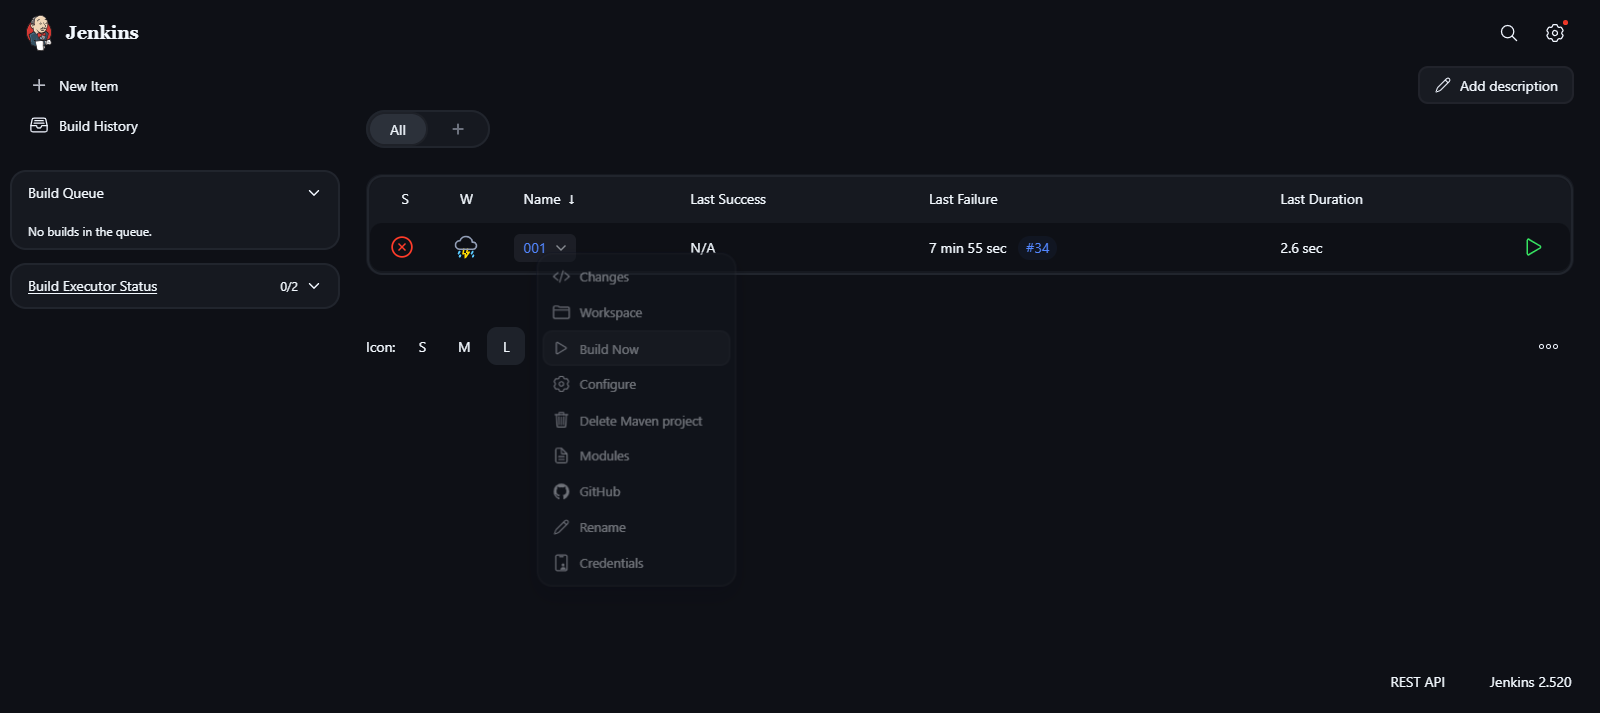 Jenkins
New Item
Build History
Add description
All
Build Queue
No builds in the queue.
Build Executor Status 0/2
S W Name ↓ Last Success Last Failure Last Duration
001 N/A 7 min 55 sec #34 2.6 sec
Changes
Workspace
Build Now
Configure
Delete Maven project
Modules
GitHub
Rename
Credentials
Icon: S M L
REST API Jenkins 2.520